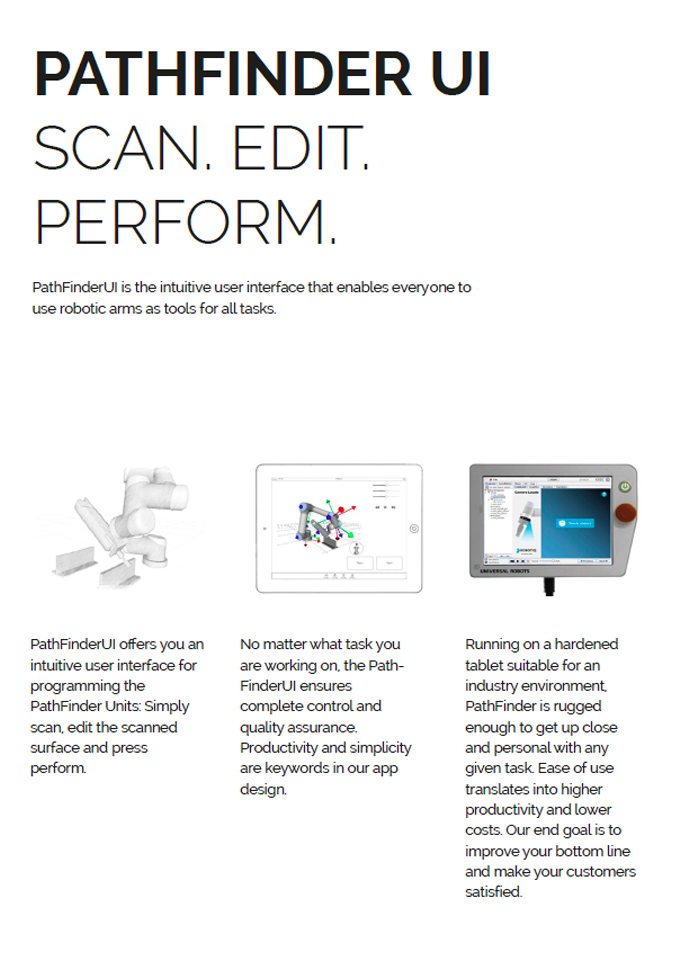 PATHFINDER UI
SCAN. EDIT.
PERFORM.
PathFinderUI is the intuitive user interface that enables everyone to
use robotic arms as tools for all tasks.
UNIVERSAL ROBOTS
PathFinderUI offers you an
intuitive user interface for
programming the
PathFinder Units: Simply
scan, edit the scanned
surface and press
perform.
No matter what task you
are working on, the Path-
FinderUI ensures
complete control and
quality assurance.
Productivity and simplicity
are keywords in our app
design.
Running on a hardened
tablet suitable for an
industry environment,
PathFinder is rugged
enough to get up close
and personal with any
given task. Ease of use
translates into higher
productivity and lower
costs. Our end goal is to
improve your bottom line
and make your customers
satisfied.